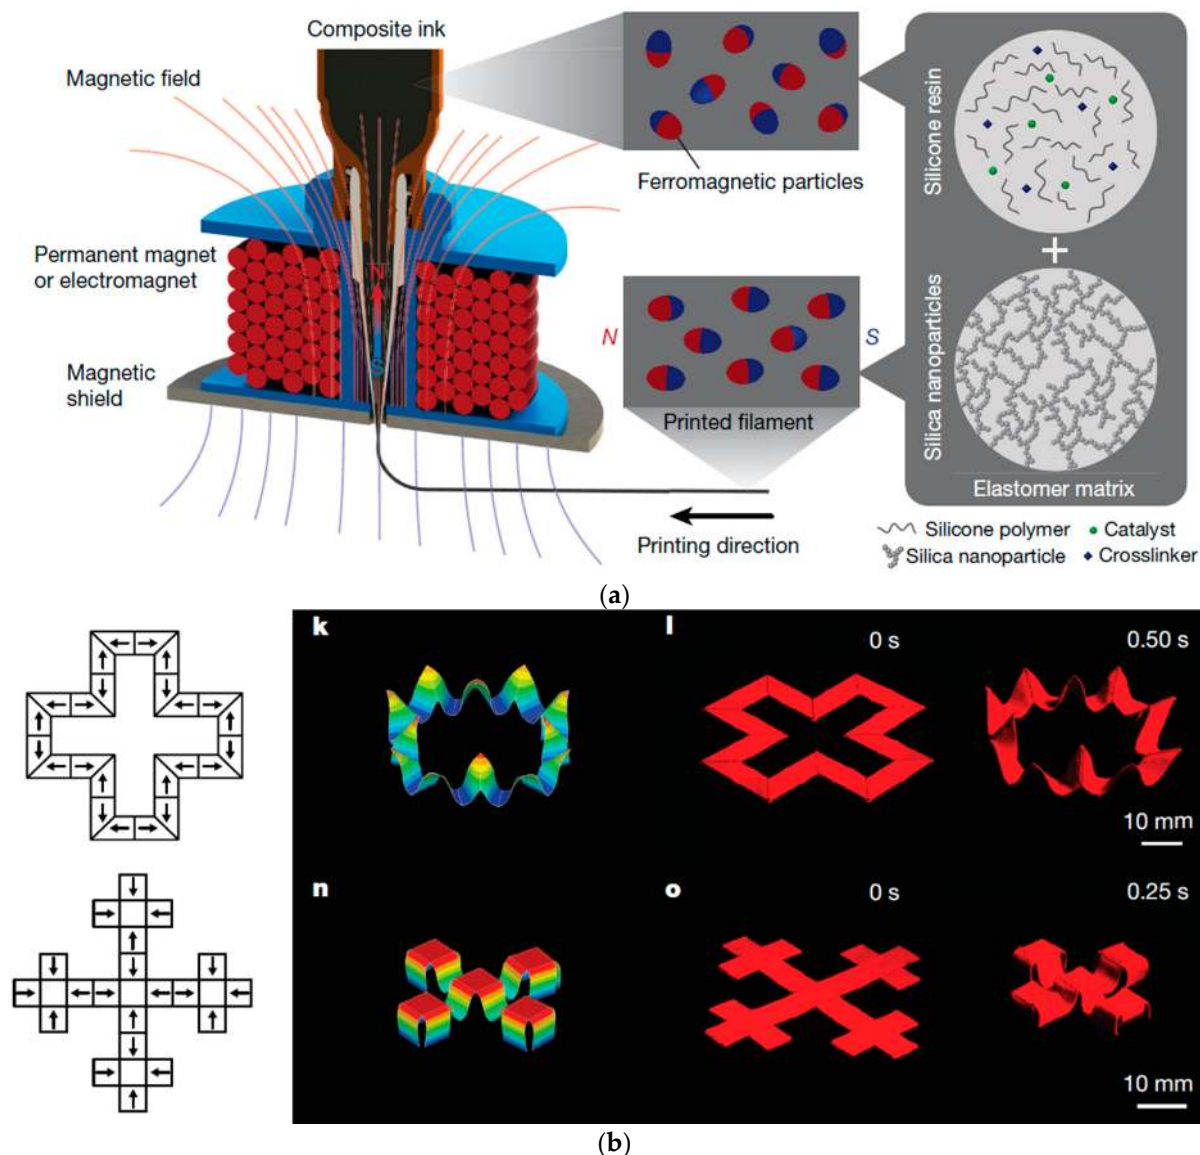 Composite ink
Magnetic field
Permanent magnet
or electromagnet
Magnetic
shield
N
S
Ferromagnetic particles
N
S
Printed filament
Printing direction
Silicone resin
+
Silica nanoparticles
Elastomer matrix
Silicone polymer
Catalyst
Silica nanoparticle
Crosslinker
(a)
k
l
0 s
0.50 s
10 mm
n
o
0 s
0.25 s
10 mm
(b)